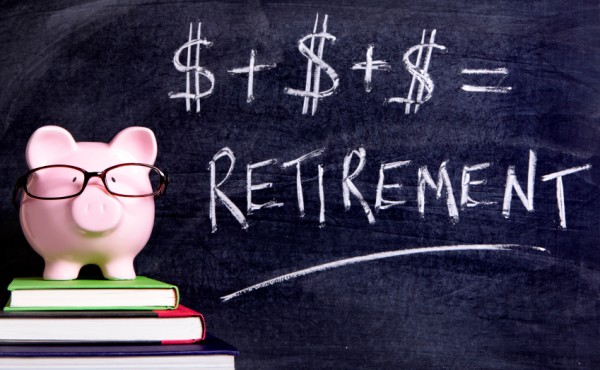 $ + $ + $ =
RETIREMENT